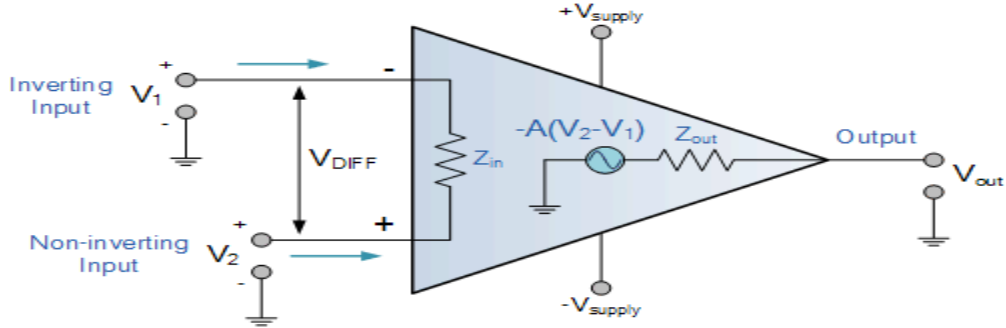 +Vsupply
Inverting
Input
+
V1
-
-
VDIFF
Zin
-A(V2-V1)
Zout
Output
Vout
+
Non-inverting
Input
+
V2
-
-Vsupply